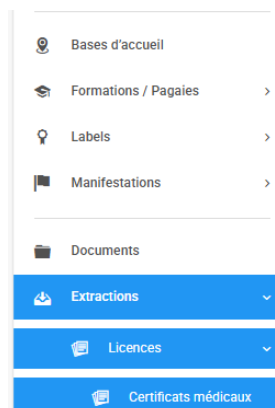 Bases d’accueil
Formations / Pagaies
Labels
Manifestations
Documents
Extractions
Licences
Certificats médicaux